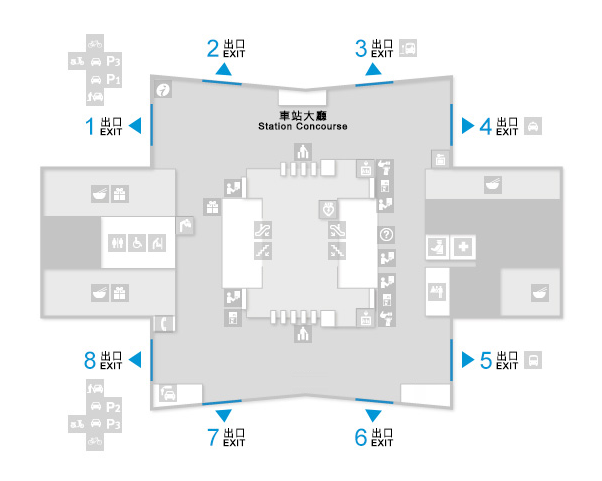 2 出口
EXIT
3 出口
EXIT
P3
P1
1 出口
EXIT
車站大廳
Station Concourse
4 出口
EXIT
8 出口
EXIT
5 出口
EXIT
P2
P3
7 出口
EXIT
6 出口
EXIT